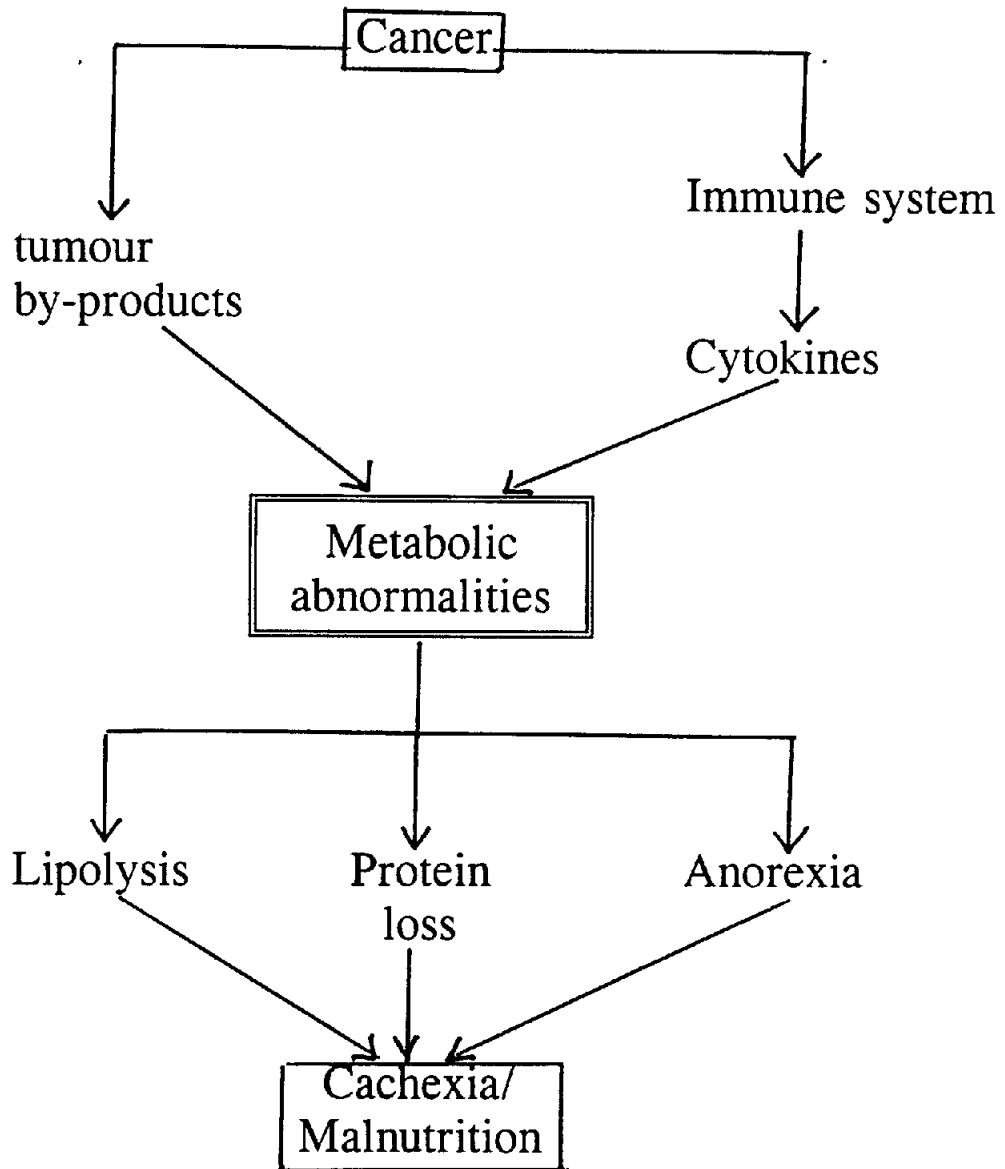 Cancer
Immune system
tumour
by-products
Cytokines
Metabolic
abnormalities
Lipolysis
Protein
loss
Anorexia
Cachexia/
Malnutrition